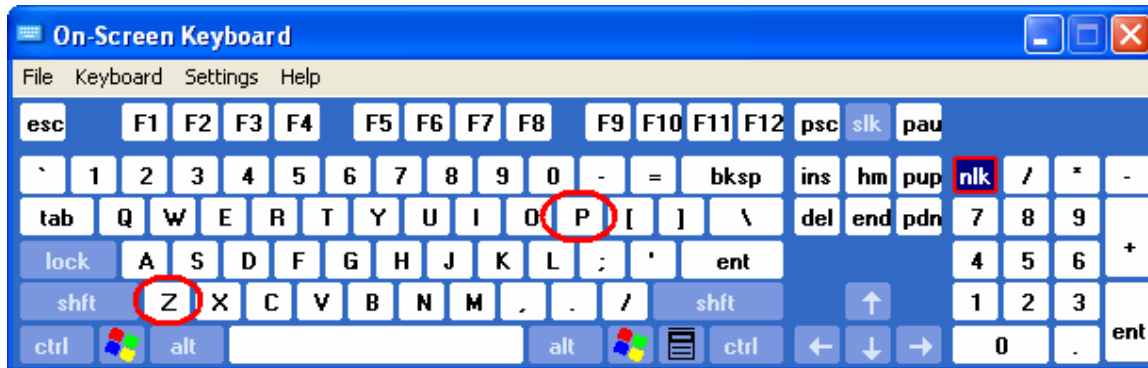 On-Screen Keyboard
File Keyboard Settings Help
esc F1 F2 F3 F4 F5 F6 F7 F8 F9 F10 F11 F12 psc slk pau
` 1 2 3 4 5 6 7 8 9 0 - = bksp ins hm pup nlk / * -
tab Q W E R T Y U I O P [ ] \ del end pdn 7 8 9 +
lock A S D F G H J K L ; ' ent 4 5 6
shft Z X C V B N M , . / shft ↑ 1 2 3 ent
ctrl alt alt ctrl ← ↓ → 0 .